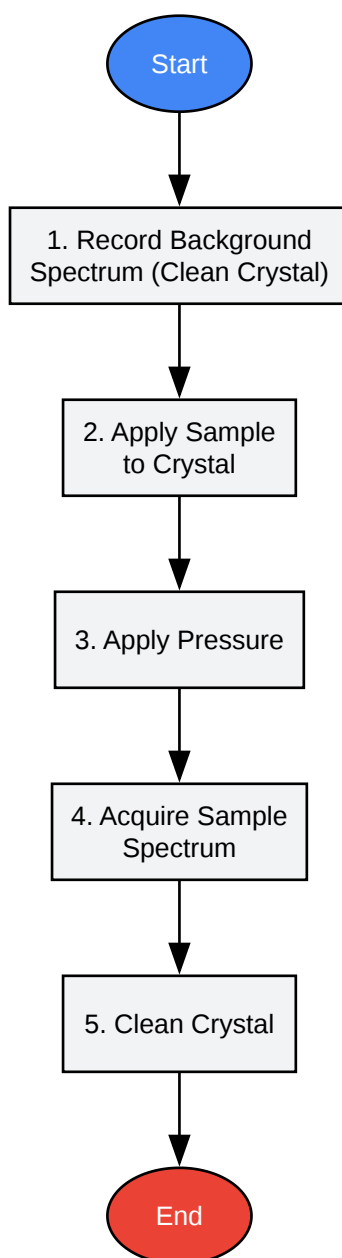 Start
1. Record Background
Spectrum (Clean Crystal)
2. Apply Sample
to Crystal
3. Apply Pressure
4. Acquire Sample
Spectrum
5. Clean Crystal
End